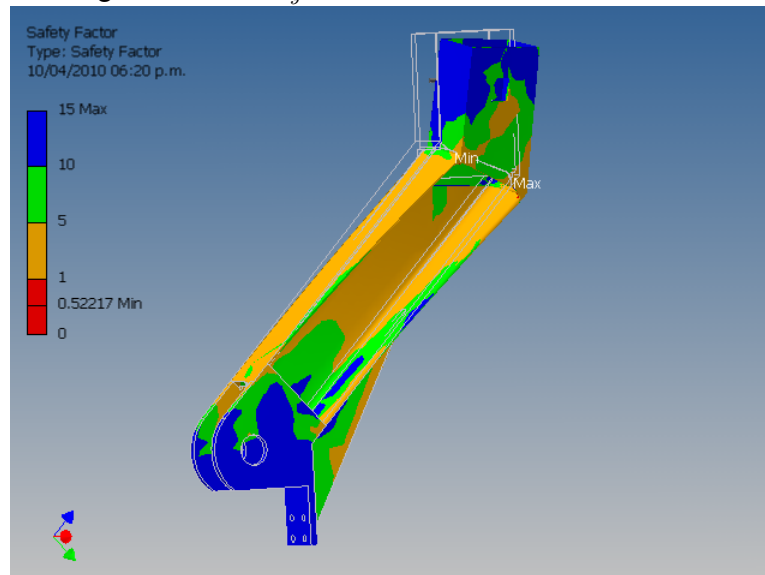 Safety Factor
Type: Safety Factor
10/04/2010 06:20 p.m.
15 Max
10
5
1
0.52217 Min
0
Min
Max